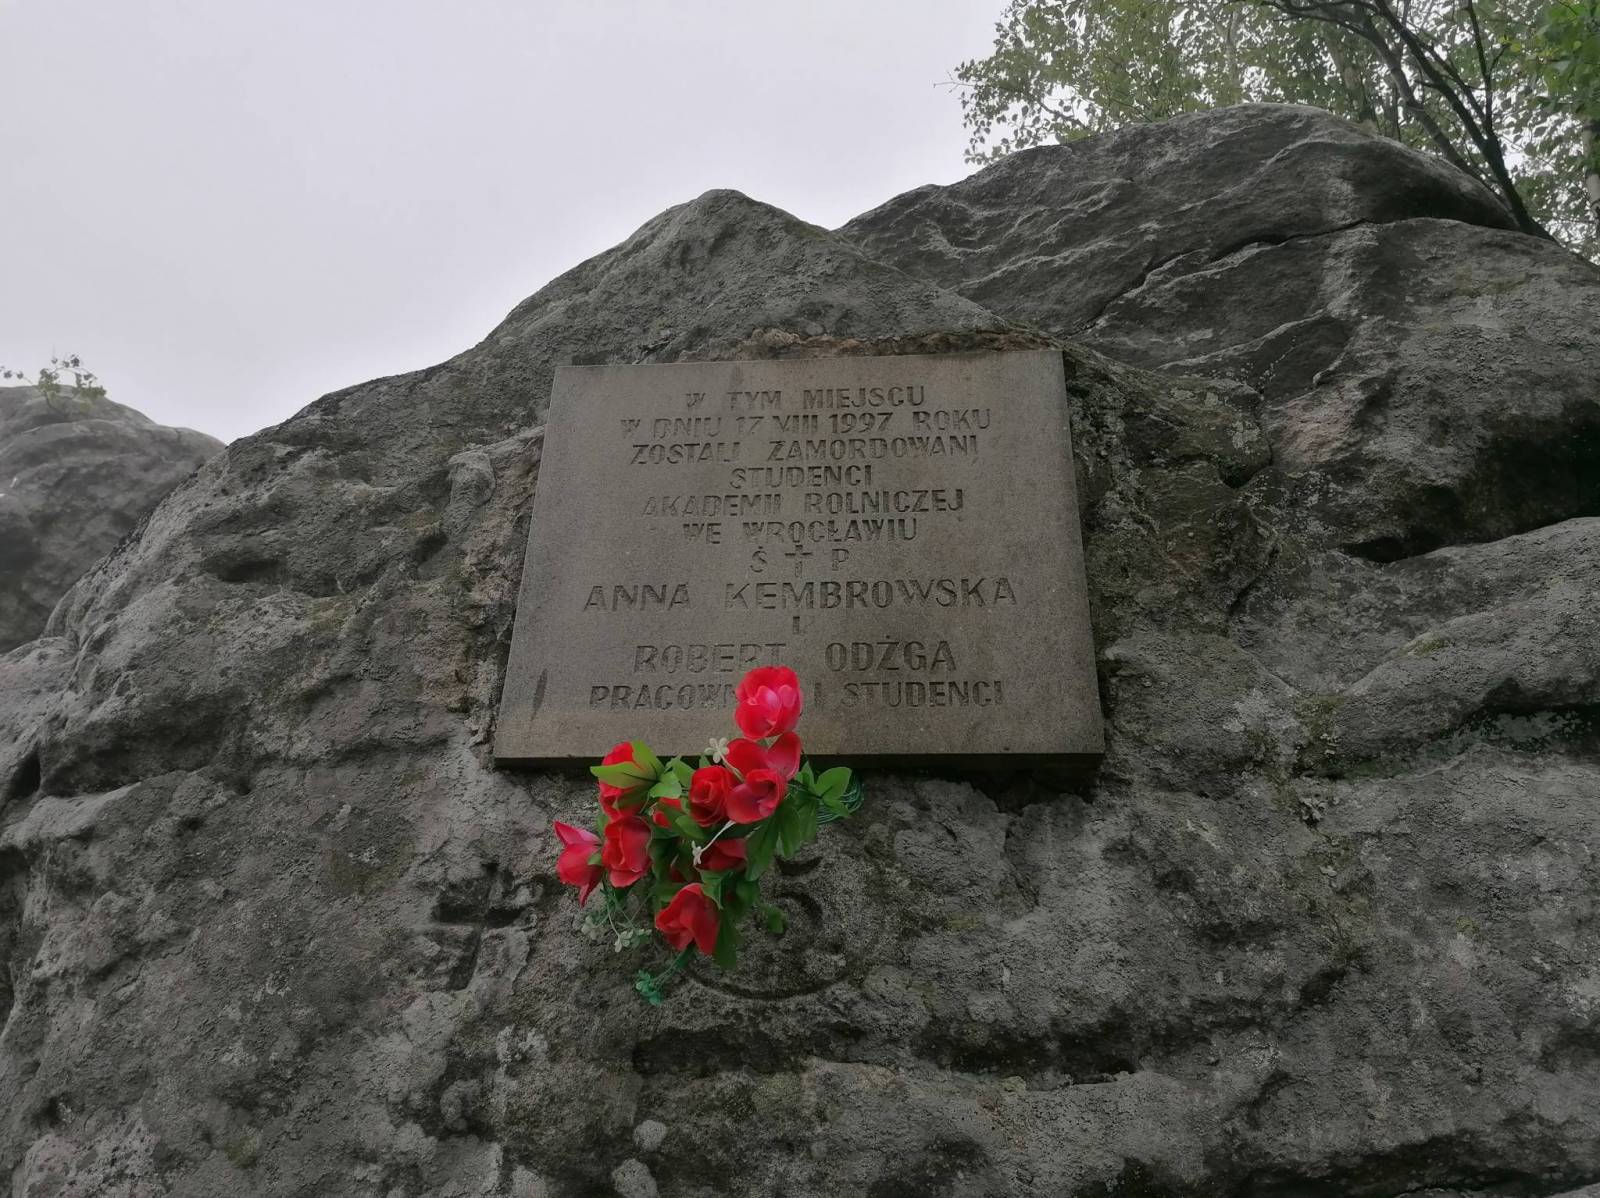 W TYM MIEJSCU
W DNIU 17 VIII 1997 ROKU
ZOSTALI ZAMORDOWANI
STUDENCI
AKADEMII ROLNICZEJ
WE WROCŁAWIU
Ś † P
ANNA KEMBROWSKA
I
ROBERT ODŻGA
I STUDENCI